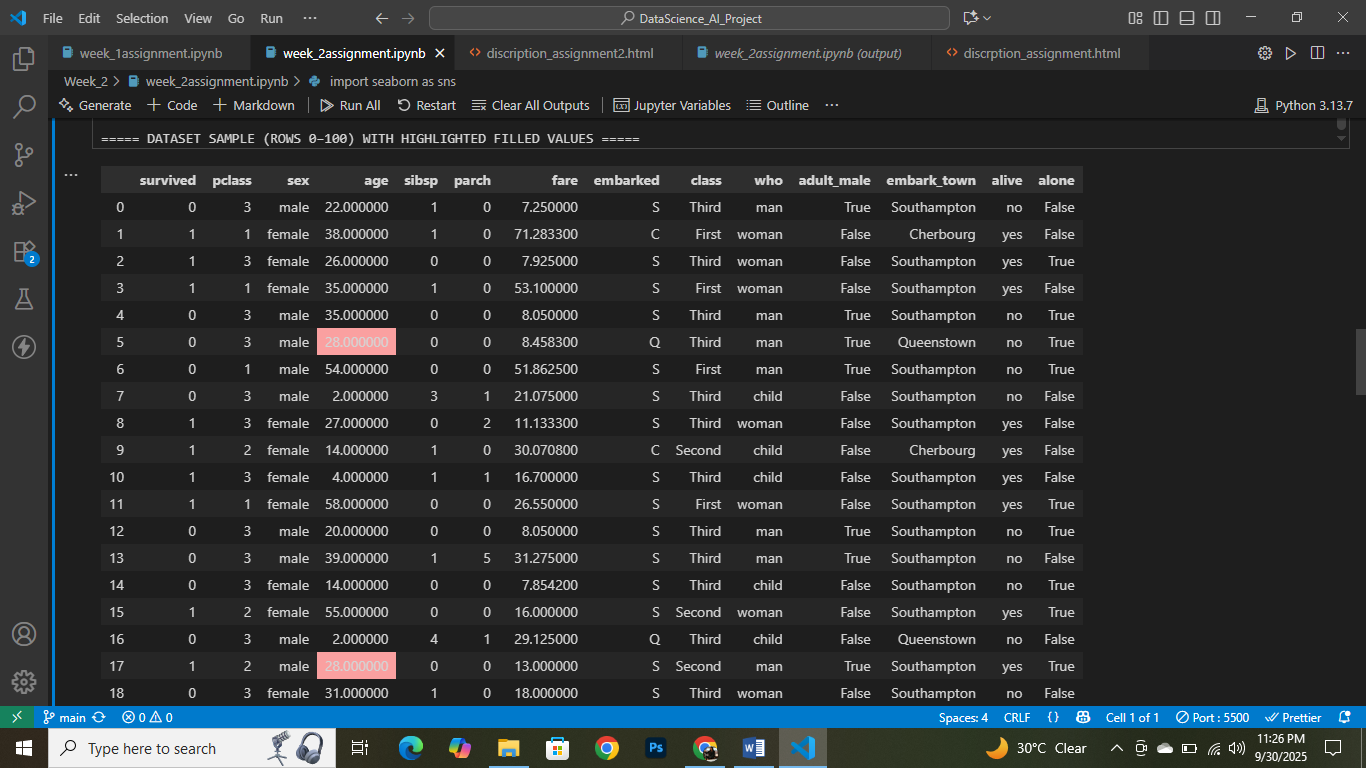 File Edit Selection View Go Run ··· DataScience_AI_Project
week_1assignment.ipynb week_2assignment.ipynb discription_assignment2.html week_2assignment.ipynb (output) discrption_assignment.html
Week_2 > week_2assignment.ipynb > import seaborn as sns
Generate + Code + Markdown Run All Restart Clear All Outputs Jupyter Variables Outline ··· Python 3.13.7
===== DATASET SAMPLE (ROWS 0–100) WITH HIGHLIGHTED FILLED VALUES =====
survived pclass sex age sibsp parch fare embarked class who adult_male embark_town alive alone
0 0 3 male 22.000000 1 0 7.250000 S Third man True Southampton no False
1 1 1 female 38.000000 1 0 71.283300 C First woman False Cherbourg yes False
2 1 3 female 26.000000 0 0 7.925000 S Third woman False Southampton yes True
3 1 1 female 35.000000 1 0 53.100000 S First woman False Southampton yes False
4 0 3 male 35.000000 0 0 8.050000 S Third man True Southampton no True
5 0 3 male 28.000000 0 0 8.458300 Q Third man True Queenstown no True
6 0 1 male 54.000000 0 0 51.862500 S First man True Southampton no True
7 0 3 male 2.000000 3 1 21.075000 S Third child False Southampton no False
8 1 3 female 27.000000 0 2 11.133300 S Third woman False Southampton yes False
9 1 2 female 14.000000 1 0 30.070800 C Second child False Cherbourg yes False
10 1 3 female 4.000000 1 1 16.700000 S Third child False Southampton yes False
11 1 1 female 58.000000 0 0 26.550000 S First woman False Southampton yes True
12 0 3 male 20.000000 0 0 8.050000 S Third man True Southampton no True
13 0 3 male 39.000000 1 5 31.275000 S Third man True Southampton no False
14 0 3 female 14.000000 0 0 7.854200 S Third child False Southampton no True
15 1 2 female 55.000000 0 0 16.000000 S Second woman False Southampton yes True
16 0 3 male 2.000000 4 1 29.125000 Q Third child False Queenstown no False
17 1 2 male 28.000000 0 0 13.000000 S Second man True Southampton yes True
18 0 3 female 31.000000 1 0 18.000000 S Third woman False Southampton no False
2
main 0 0 Spaces: 4 CRLF {} Cell 1 of 1 Port : 5500 Prettier
Type here to search Ps W 30°C Clear 11:26 PM
9/30/2025